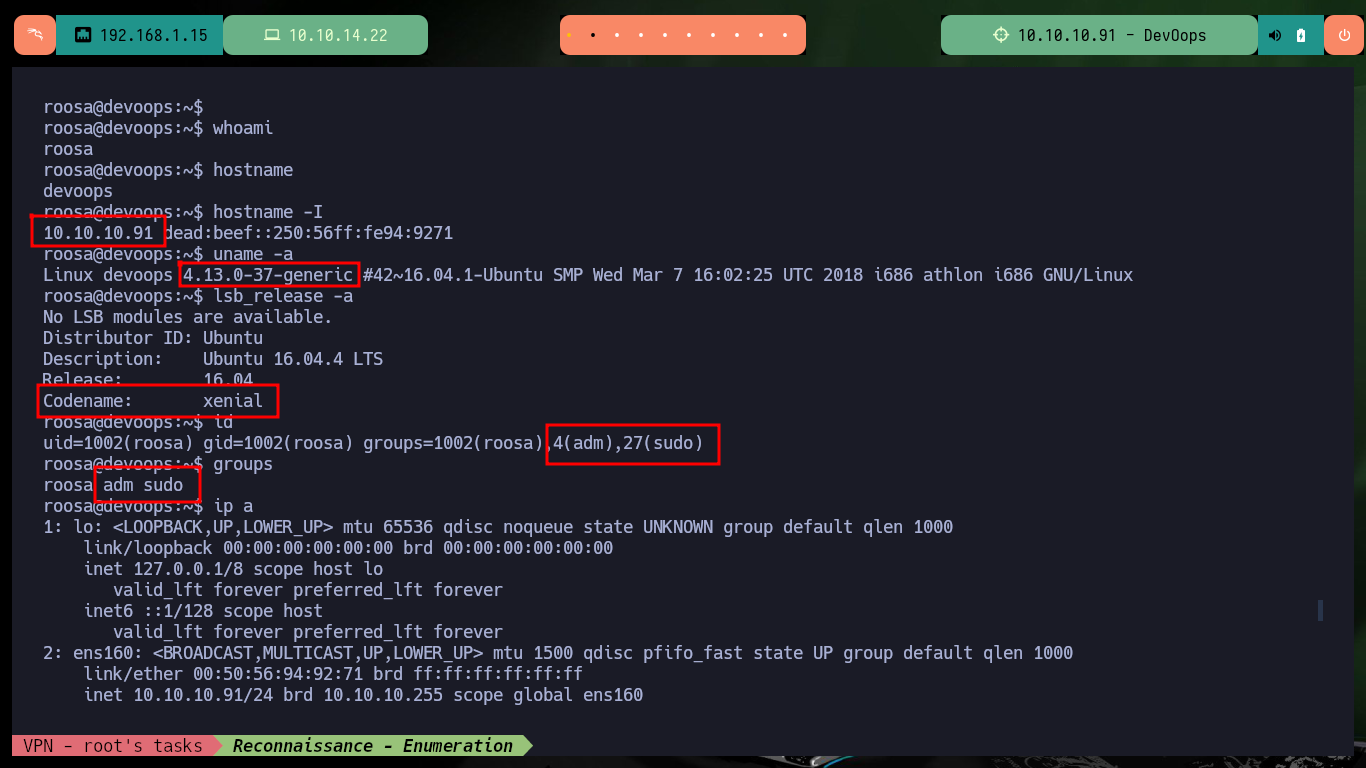 192.168.1.15 10.10.14.22 10.10.10.91 - DevOops
roosa@devoops:~$
roosa@devoops:~$ whoami
roosa
roosa@devoops:~$ hostname
devoops
roosa@devoops:~$ hostname -I
10.10.10.91 dead:beef::250:56ff:fe94:9271
roosa@devoops:~$ uname -a
Linux devoops 4.13.0-37-generic #42~16.04.1-Ubuntu SMP Wed Mar 7 16:02:25 UTC 2018 i686 athlon i686 GNU/Linux
roosa@devoops:~$ lsb_release -a
No LSB modules are available.
Distributor ID: Ubuntu
Description:    Ubuntu 16.04.4 LTS
Release:        16.04
Codename:       xenial
roosa@devoops:~$ id
uid=1002(roosa) gid=1002(roosa) groups=1002(roosa),4(adm),27(sudo)
roosa@devoops:~$ groups
roosa adm sudo
roosa@devoops:~$ ip a
1: lo: <LOOPBACK,UP,LOWER_UP> mtu 65536 qdisc noqueue state UNKNOWN group default qlen 1000
    link/loopback 00:00:00:00:00:00 brd 00:00:00:00:00:00
    inet 127.0.0.1/8 scope host lo
       valid_lft forever preferred_lft forever
    inet6 ::1/128 scope host
       valid_lft forever preferred_lft forever
2: ens160: <BROADCAST,MULTICAST,UP,LOWER_UP> mtu 1500 qdisc pfifo_fast state UP group default qlen 1000
    link/ether 00:50:56:94:92:71 brd ff:ff:ff:ff:ff:ff
    inet 10.10.10.91/24 brd 10.10.10.255 scope global ens160
VPN - root's tasks Reconnaissance - Enumeration